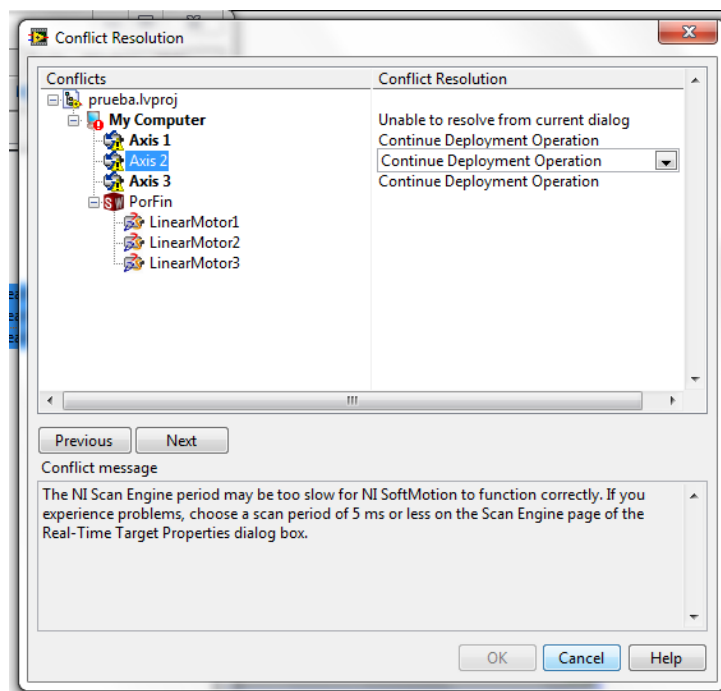 Conflict Resolution
Conflicts Conflict Resolution
prueba.lvproj
My Computer Unable to resolve from current dialog
Axis 1 Continue Deployment Operation
Axis 2 Continue Deployment Operation
Axis 3 Continue Deployment Operation
SW PorFin
LinearMotor1
LinearMotor2
LinearMotor3
Previous Next
Conflict message
The NI Scan Engine period may be too slow for NI SoftMotion to function correctly. If you
experience problems, choose a scan period of 5 ms or less on the Scan Engine page of the
Real-Time Target Properties dialog box.
OK Cancel Help